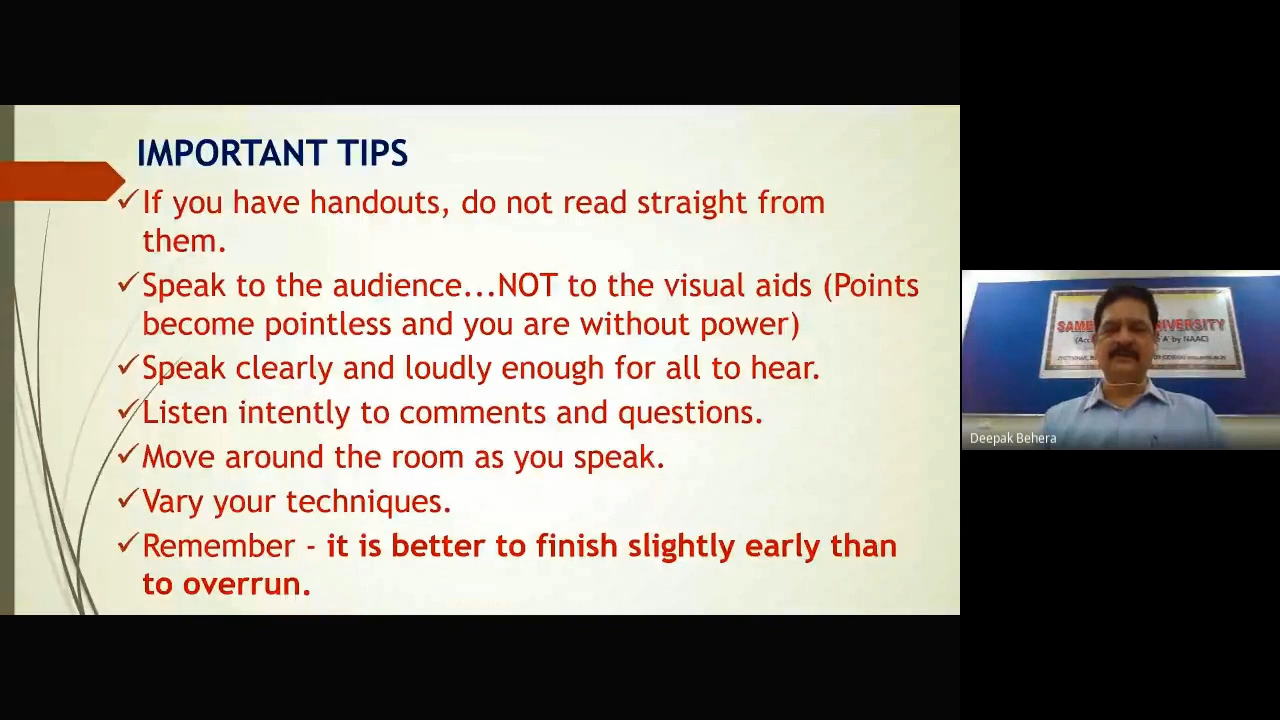 IMPORTANT TIPS
✓If you have handouts, do not read straight from
them.
✓Speak to the audience...NOT to the visual aids (Points
become pointless and you are without power)
✓Speak clearly and loudly enough for all to hear.
✓Listen intently to comments and questions.
✓Move around the room as you speak.
✓Vary your techniques.
✓Remember - it is better to finish slightly early than
to overrun.
by NAAC)
Deepak Behera